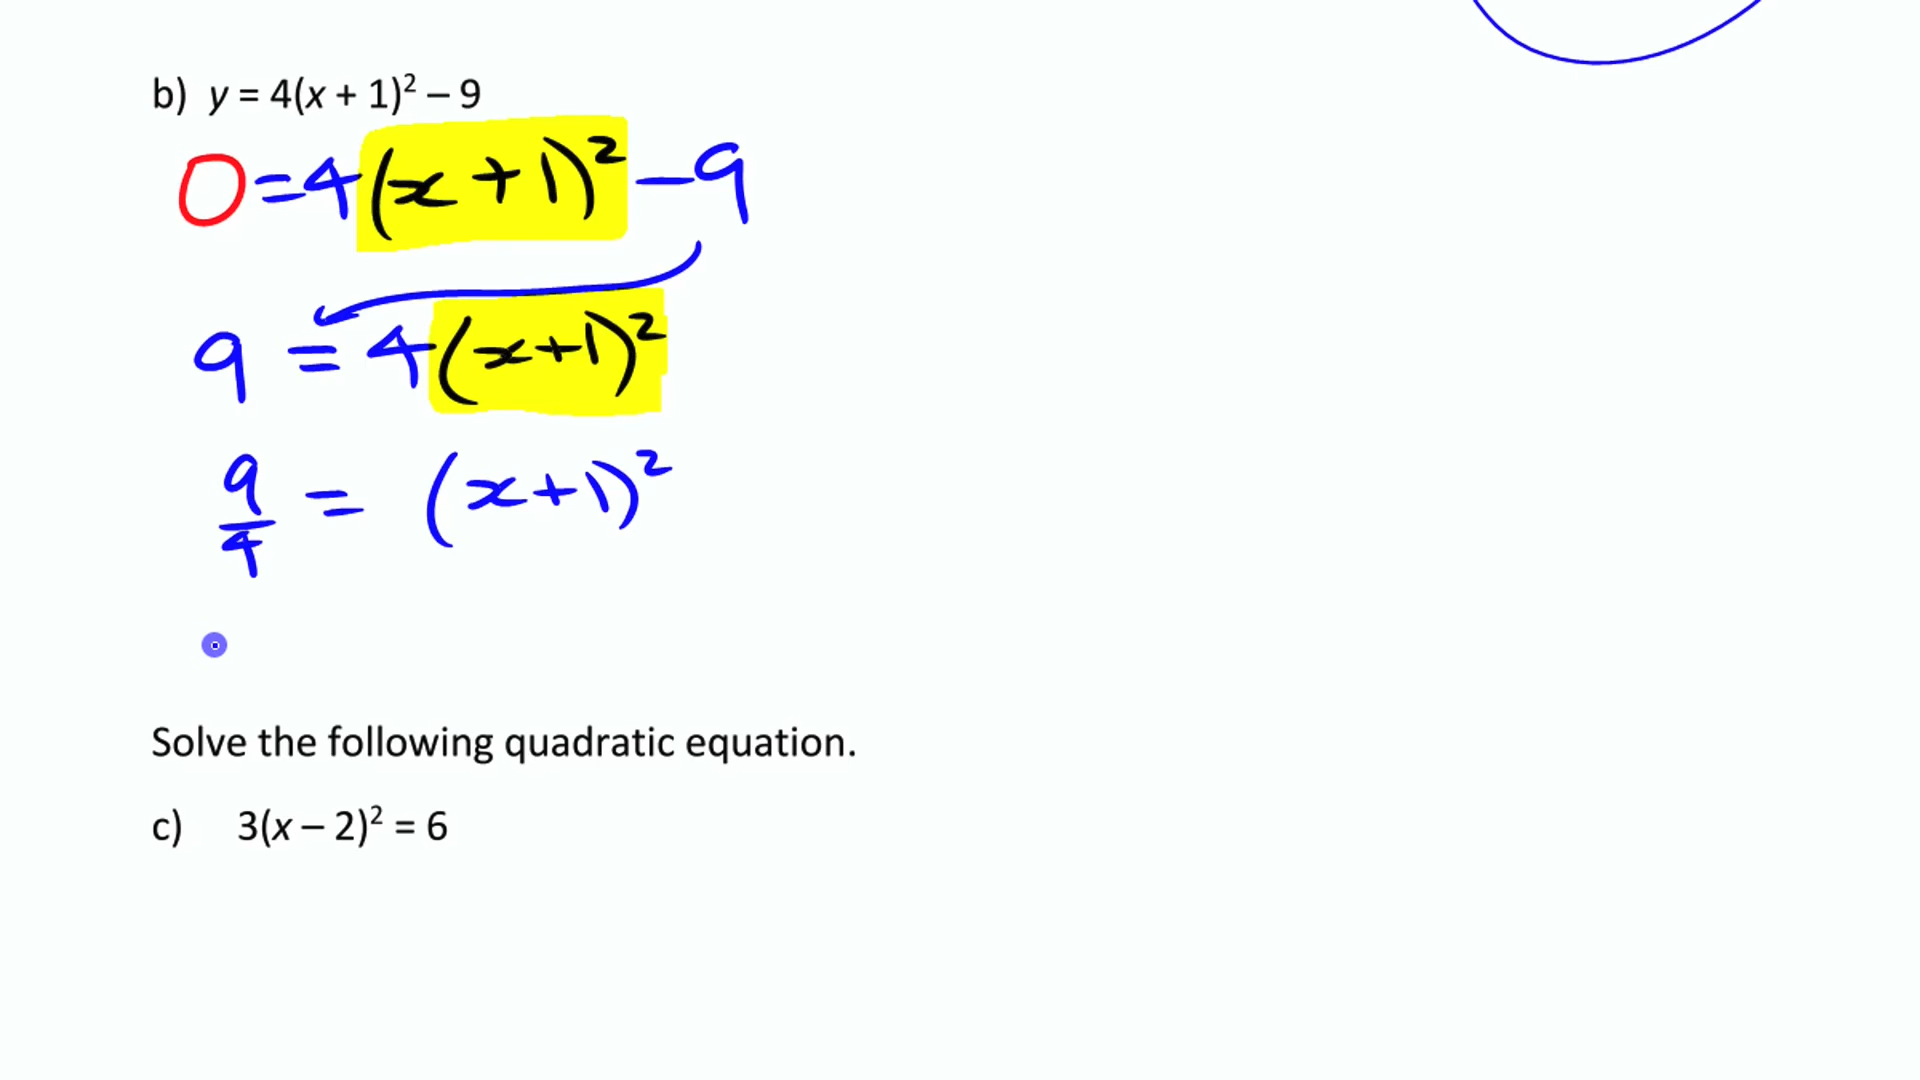 b) y = 4(x + 1)² – 9
0 = 4(x + 1)² – 9
9 = 4(x+1)²
9/4 = (x+1)²
Solve the following quadratic equation.
c) 3(x – 2)² = 6